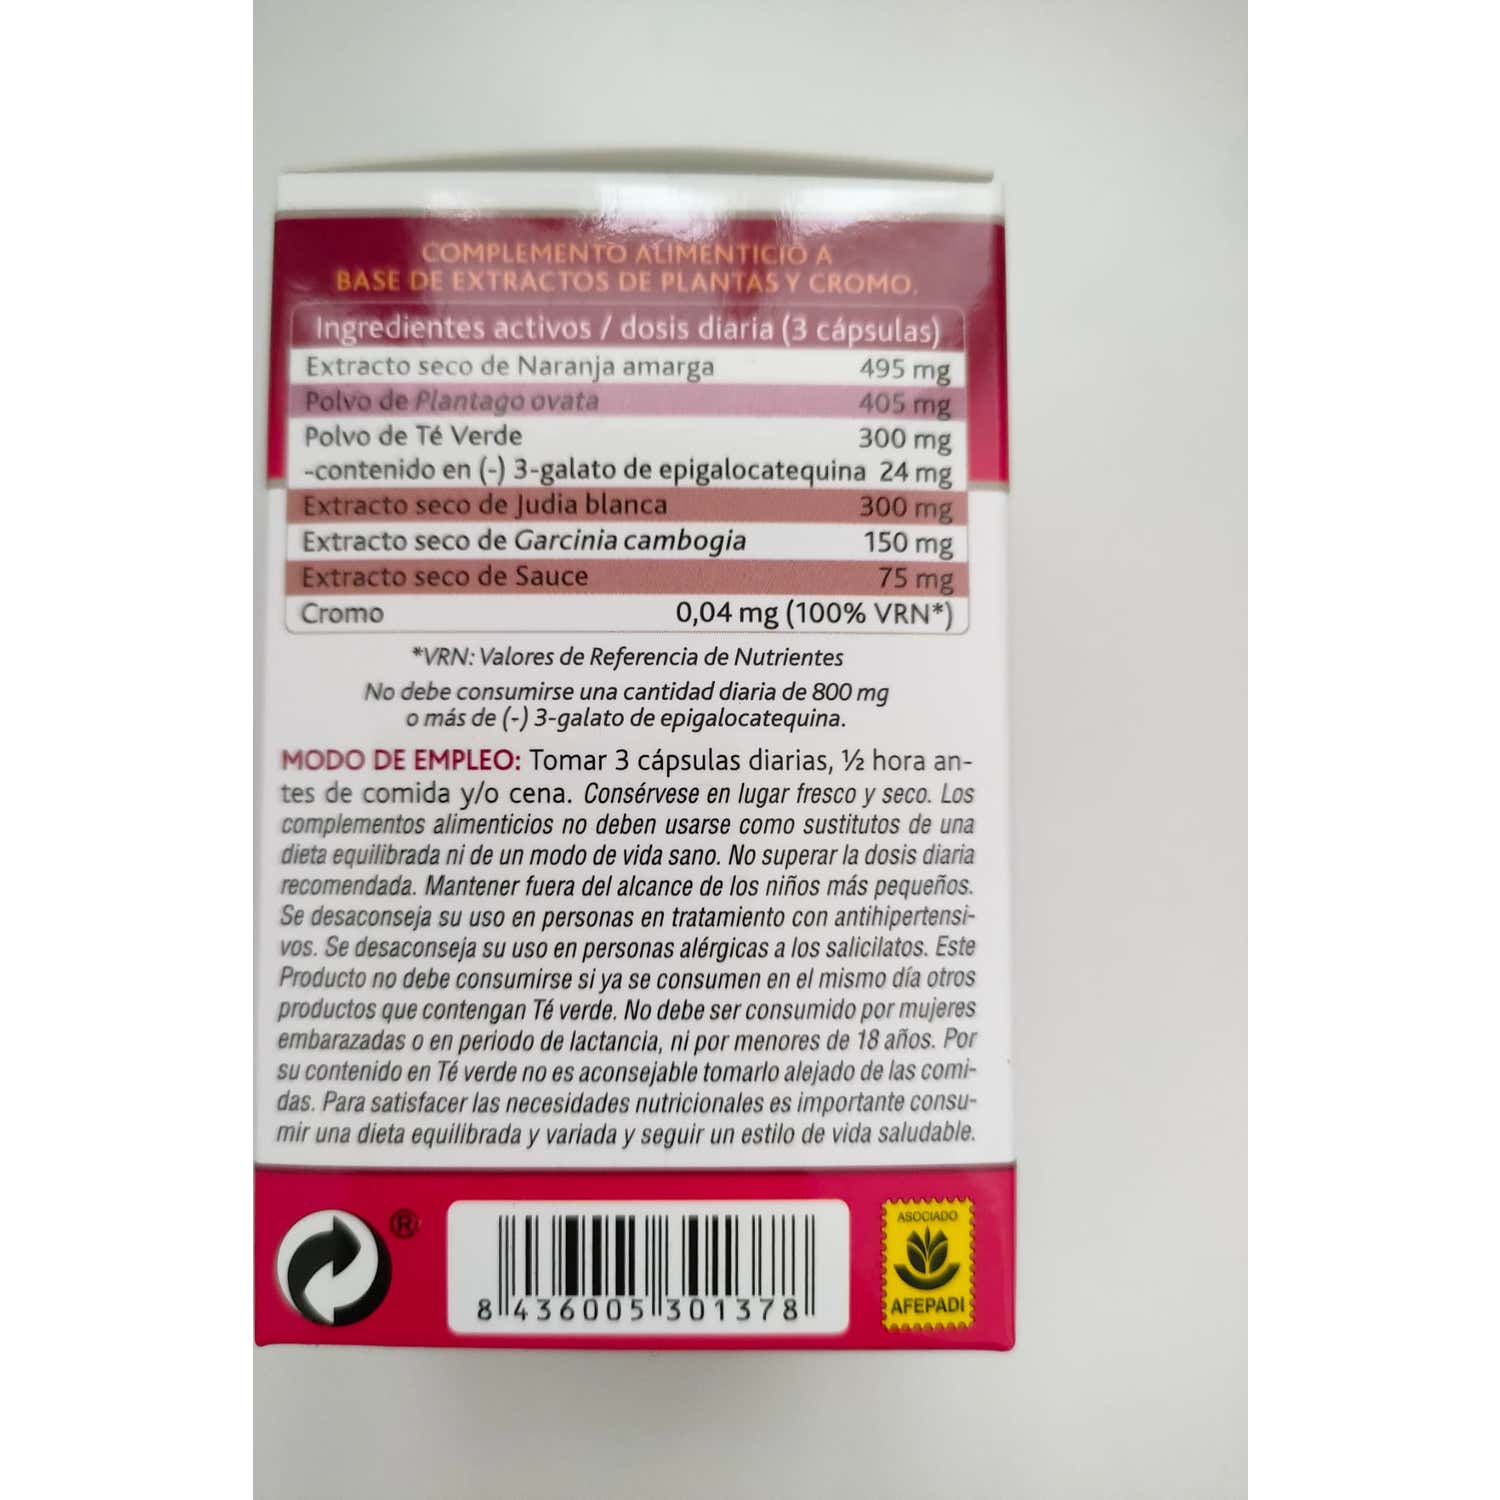 COMPLEMENTO ALIMENTICIO A
BASE DE EXTRACTOS DE PLANTAS Y CROMO.
Ingredientes activos / dosis diaria (3 cápsulas)
Extracto seco de Naranja amarga 495 mg
Polvo de Plantago ovata 405 mg
Polvo de Té Verde 300 mg
-contenido en (-) 3-galato de epigalocatequina 24 mg
Extracto seco de Judia blanca 300 mg
Extracto seco de Garcinia cambogia 150 mg
Extracto seco de Sauce 75 mg
Cromo 0,04 mg (100% VRN*)
*VRN: Valores de Referencia de Nutrientes
No debe consumirse una cantidad diaria de 800 mg
o más de (-) 3-galato de epigalocatequina.
MODO DE EMPLEO: Tomar 3 cápsulas diarias, ½ hora an-
tes de comida y/o cena. Consérvese en lugar fresco y seco. Los
complementos alimenticios no deben usarse como sustitutos de una
dieta equilibrada ni de un modo de vida sano. No superar la dosis diaria
recomendada. Mantener fuera del alcance de los niños más pequeños.
Se desaconseja su uso en personas en tratamiento con antihipertensi-
vos. Se desaconseja su uso en personas alérgicas a los salicilatos. Este
Producto no debe consumirse si ya se consumen en el mismo día otros
productos que contengan Té verde. No debe ser consumido por mujeres
embarazadas o en periodo de lactancia, ni por menores de 18 años. Por
su contenido en Té verde no es aconsejable tomarlo alejado de las comi-
das. Para satisfacer las necesidades nutricionales es importante consu-
mir una dieta equilibrada y variada y seguir un estilo de vida saludable.
®
8 436005 301378
ASOCIADO
AFEPADI